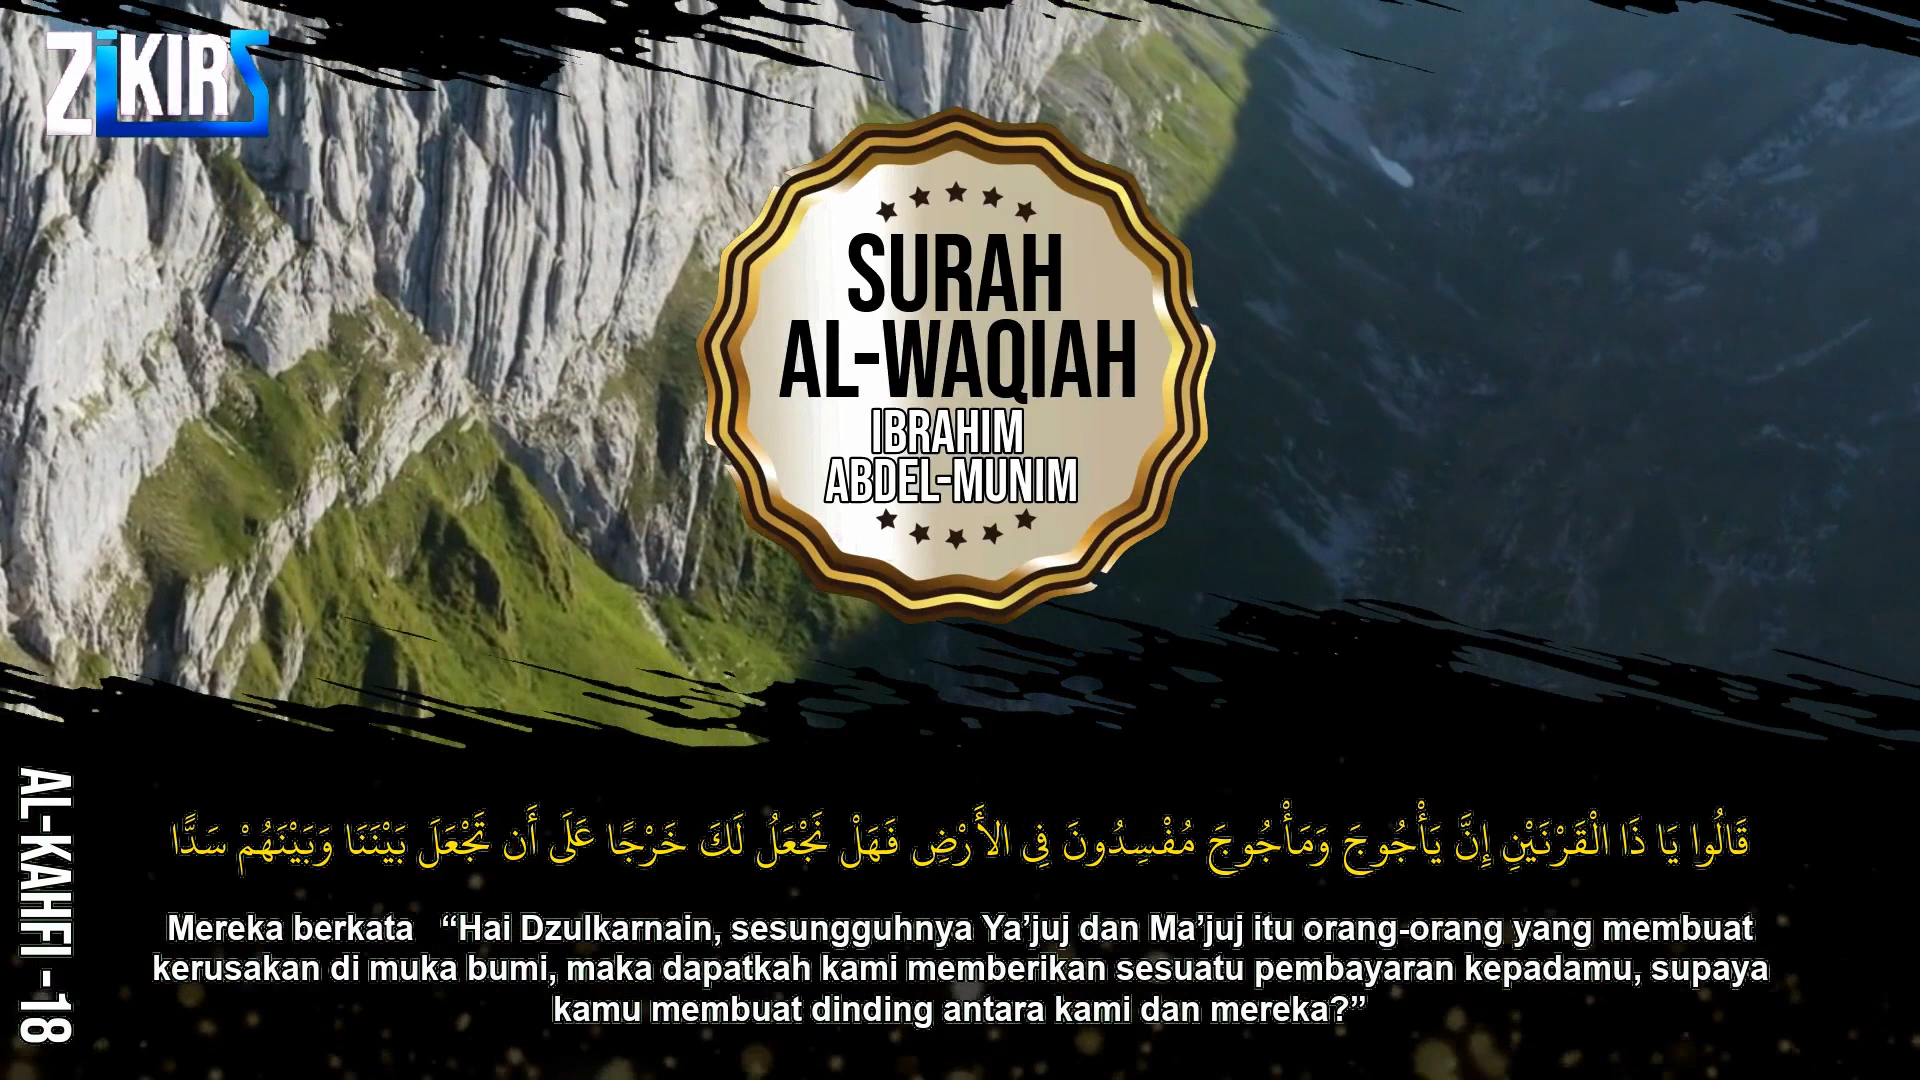 ZIKIRS
SURAH
AL-WAQIAH
IBRAHIM
ABDEL-MUNIM
قَالُوا يَا ذَا الْقَرْنَيْنِ إِنَّ يَأْجُوجَ وَمَأْجُوجَ مُفْسِدُونَ فِى الأَرْضِ فَهَلْ نَجْعَلُ لَكَ خَرْجًا عَلَى أَن تَجْعَلَ بَيْنَنَا وَبَيْنَهُمْ سَدًّا
Mereka berkata “Hai Dzulkarnain, sesungguhnya Ya’juj dan Ma’juj itu orang-orang yang membuat
kerusakan di muka bumi, maka dapatkah kami memberikan sesuatu pembayaran kepadamu, supaya
kamu membuat dinding antara kami dan mereka?”
AL-KAHFI - 18